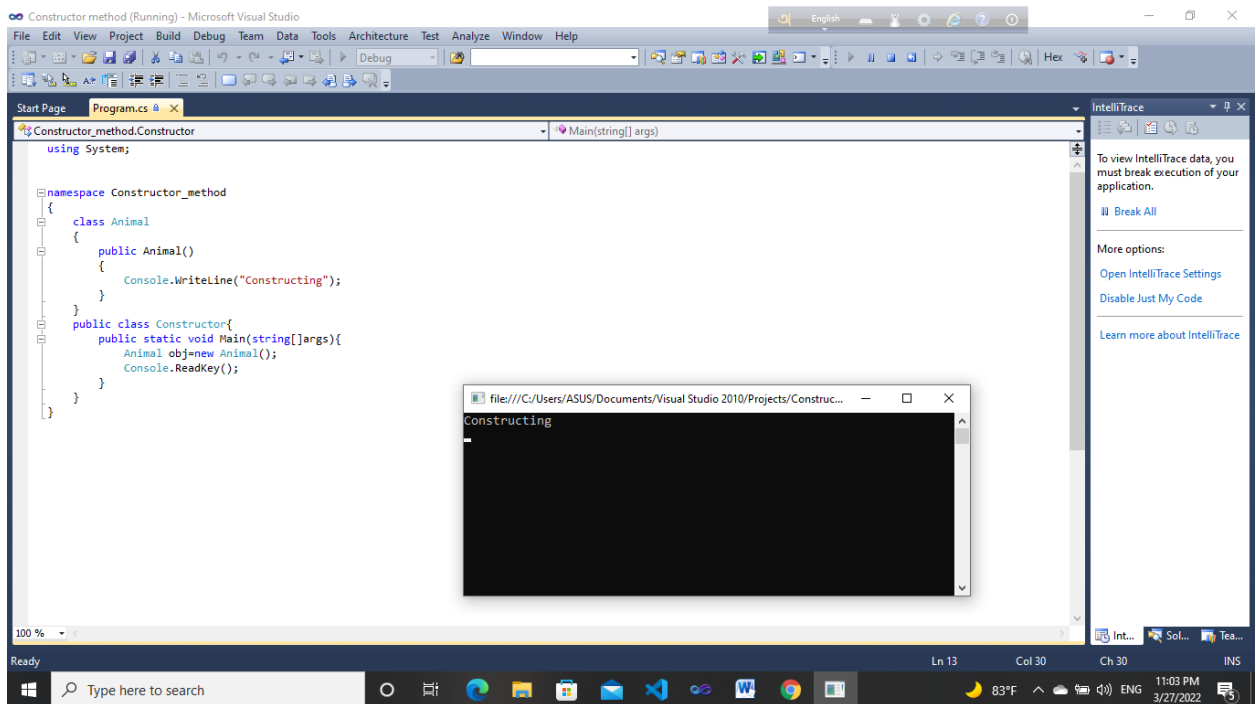 Constructor method (Running) - Microsoft Visual Studio
English
File Edit View Project Build Debug Team Data Tools Architecture Test Analyze Window Help
Debug
Hex
Start Page Program.cs
Constructor_method.Constructor
Main(string[] args)
using System;
namespace Constructor_method
{
class Animal
{
public Animal()
{
Console.WriteLine("Constructing");
}
}
public class Constructor{
public static void Main(string[]args){
Animal obj=new Animal();
Console.ReadKey();
}
}
}
file:///C:/Users/ASUS/Documents/Visual Studio 2010/Projects/Construc...
Constructing
IntelliTrace
To view IntelliTrace data, you
must break execution of your
application.
Break All
More options:
Open IntelliTrace Settings
Disable Just My Code
Learn more about IntelliTrace
100 %
Int... Sol... Tea...
Ready
Ln 13 Col 30 Ch 30 INS
Type here to search
83°F
ENG
11:03 PM
3/27/2022
5